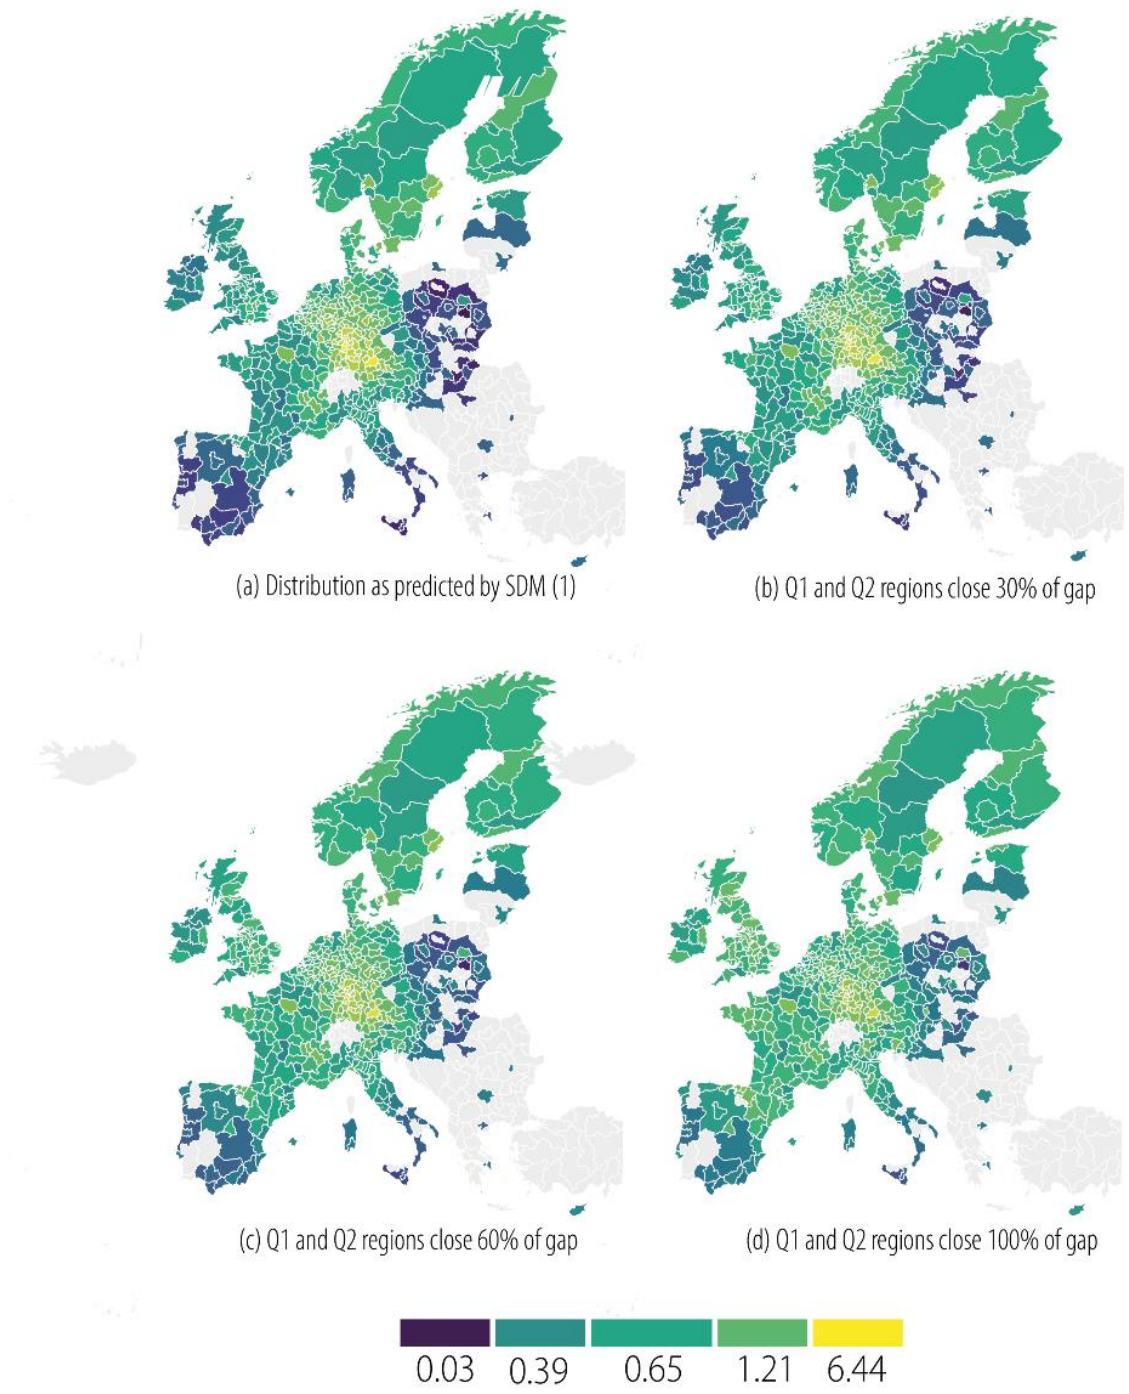 (a) Distribution as predicted by SDM (1)
(b) Q1 and Q2 regions close 30% of gap
(c) Q1 and Q2 regions close 60% of gap
(d) Q1 and Q2 regions close 100% of gap
0.03 0.39 0.65 1.21 6.44